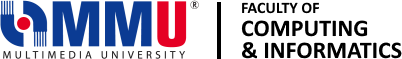 MMU®
MULTIMEDIA UNIVERSITY
FACULTY OF
COMPUTING
& INFORMATICS